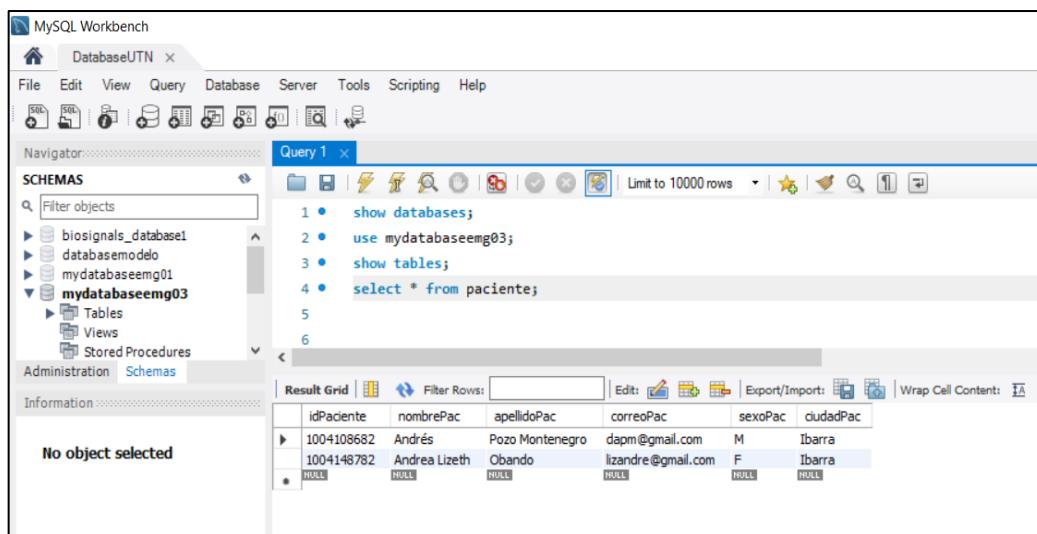 MySQL Workbench
DatabaseUTN ×
File Edit View Query Database Server Tools Scripting Help
Navigator
SCHEMAS
Filter objects
biosignals_database1
databasemodelo
mydatabaseemg01
mydatabaseemg03
Tables
Views
Stored Procedures
Administration Schemas
Information
No object selected
Query 1 ×
Limit to 10000 rows
1 show databases;
2 use mydatabaseemg03;
3 show tables;
4 select * from paciente;
5
6
Result Grid Filter Rows: Edit: Export/Import: Wrap Cell Content: IA
idPaciente nombrePac apellidoPac correoPac sexoPac ciudadPac
1004108682 Andrés Pozo Montenegro dapm@gmail.com M Ibarra
1004148782 Andrea Lizeth Obando lizandre@gmail.com F Ibarra
NULL NULL NULL NULL NULL NULL